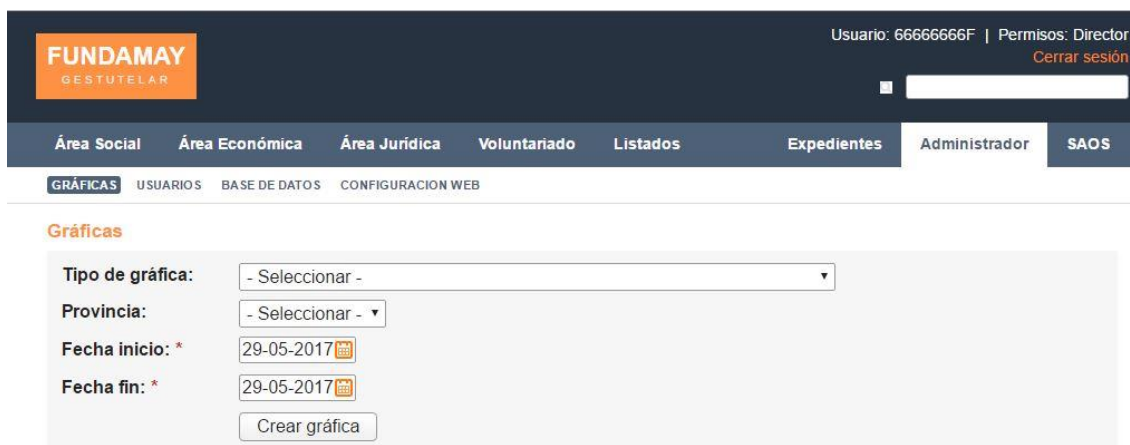 Usuario: 66666666F | Permisos: Director
Cerrar sesión
FUNDAMAY
GESTUTELAR
Área Social Área Económica Área Jurídica Voluntariado Listados Expedientes Administrador SAOS
GRÁFICAS USUARIOS BASE DE DATOS CONFIGURACION WEB
Gráficas
Tipo de gráfica: - Seleccionar -
Provincia: - Seleccionar -
Fecha inicio: * 29-05-2017
Fecha fin: * 29-05-2017
Crear gráfica